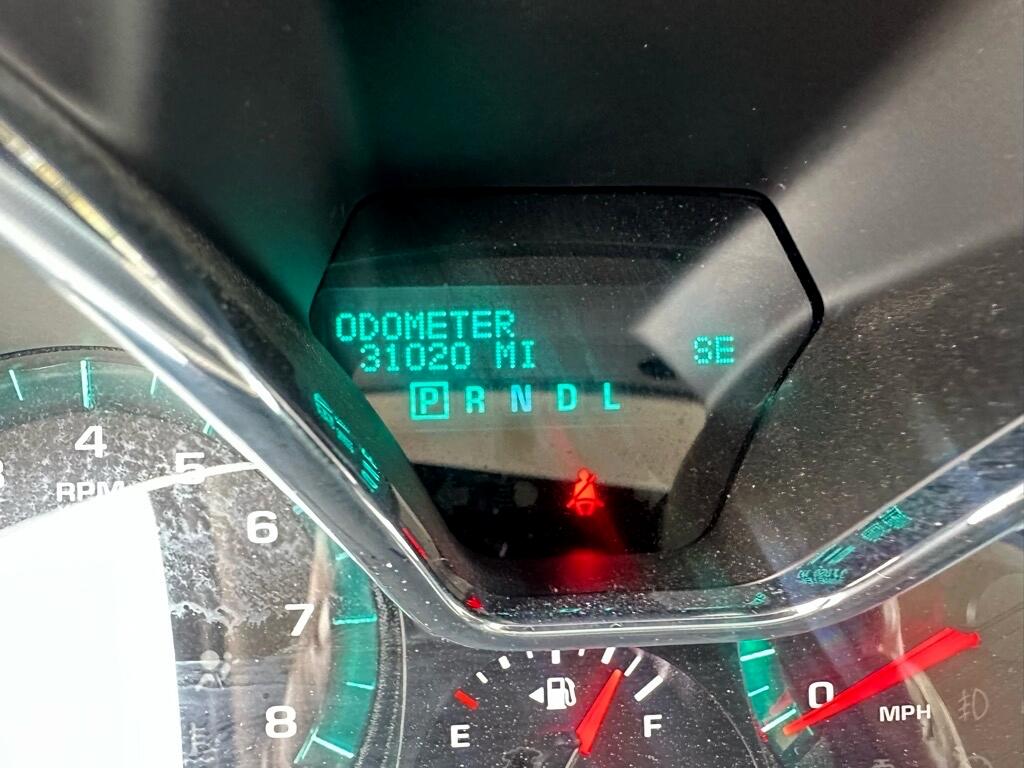 ODOMETER
31020 MI
SE
P R N D L
4
5
RPM
6
7
8
E
F
0
MPH